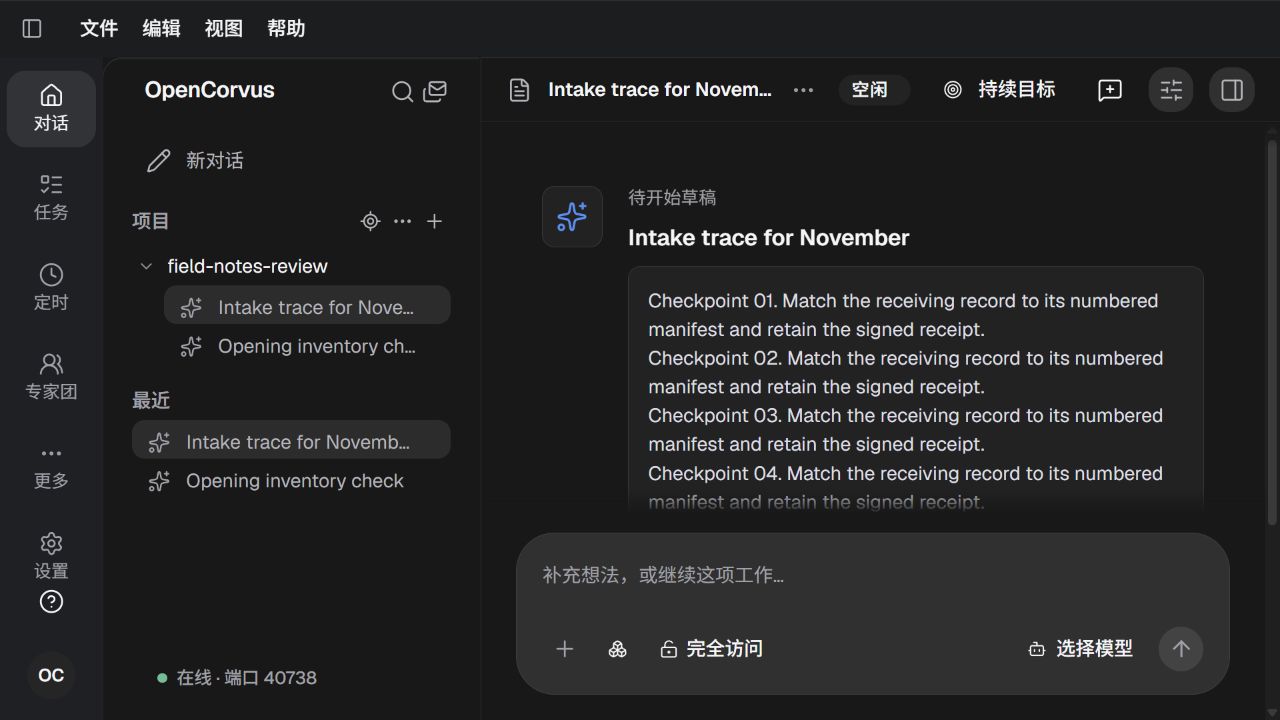 文件 编辑 视图 帮助
对话
任务
定时
专家团
更多
设置
OC
OpenCorvus
新对话
项目
field-notes-review
Intake trace for Nove...
Opening inventory ch...
最近
Intake trace for Novemb...
Opening inventory check
在线 · 端口 40738
Intake trace for Novem... 空闲 持续目标
待开始草稿
Intake trace for November
Checkpoint 01. Match the receiving record to its numbered
manifest and retain the signed receipt.
Checkpoint 02. Match the receiving record to its numbered
manifest and retain the signed receipt.
Checkpoint 03. Match the receiving record to its numbered
manifest and retain the signed receipt.
Checkpoint 04. Match the receiving record to its numbered
manifest and retain the signed receipt.
补充想法，或继续这项工作...
完全访问 选择模型